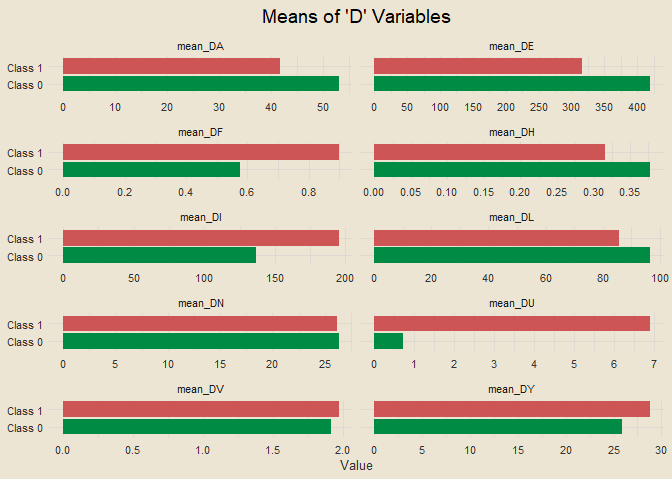 Means of 'D' Variables
mean_DA
mean_DE
Class 1
Class 0
0 10 20 30 40 50
0 50 100 150 200 250 300 350 400
mean_DF
mean_DH
Class 1
Class 0
0.0 0.2 0.4 0.6 0.8
0.00 0.05 0.10 0.15 0.20 0.25 0.30 0.35
mean_DI
mean_DL
Class 1
Class 0
0 50 100 150 200
0 20 40 60 80 100
mean_DN
mean_DU
Class 1
Class 0
0 5 10 15 20 25
0 1 2 3 4 5 6 7
mean_DV
mean_DY
Class 1
Class 0
0.0 0.5 1.0 1.5 2.0
0 5 10 15 20 25 30
Value